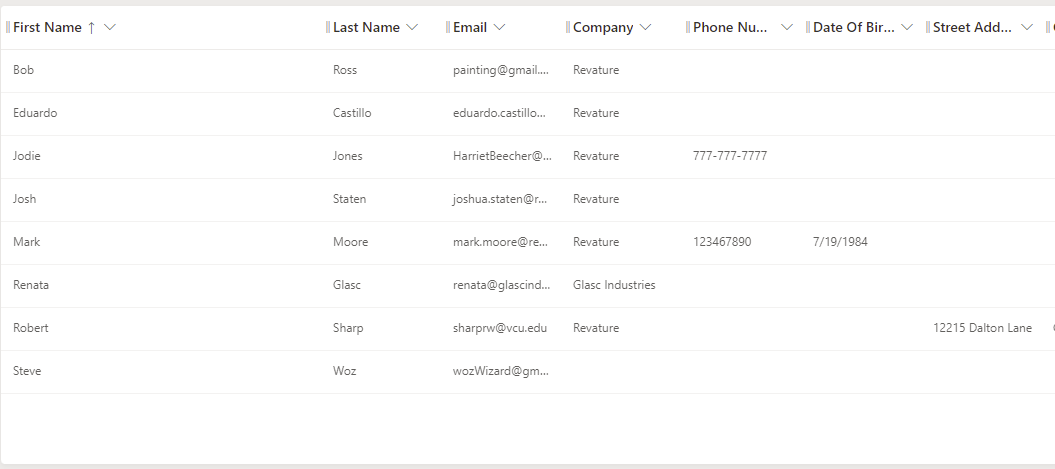 First Name ↑ Last Name Email Company Phone Nu... Date Of Bir... Street Add...
Bob Ross painting@gmail.... Revature
Eduardo Castillo eduardo.castillo... Revature
Jodie Jones HarrietBeecher@... Revature 777-777-7777
Josh Staten joshua.staten@r... Revature
Mark Moore mark.moore@re... Revature 123467890 7/19/1984
Renata Glasc renata@glascind... Glasc Industries
Robert Sharp sharprw@vcu.edu Revature 12215 Dalton Lane
Steve Woz wozWizard@gm...